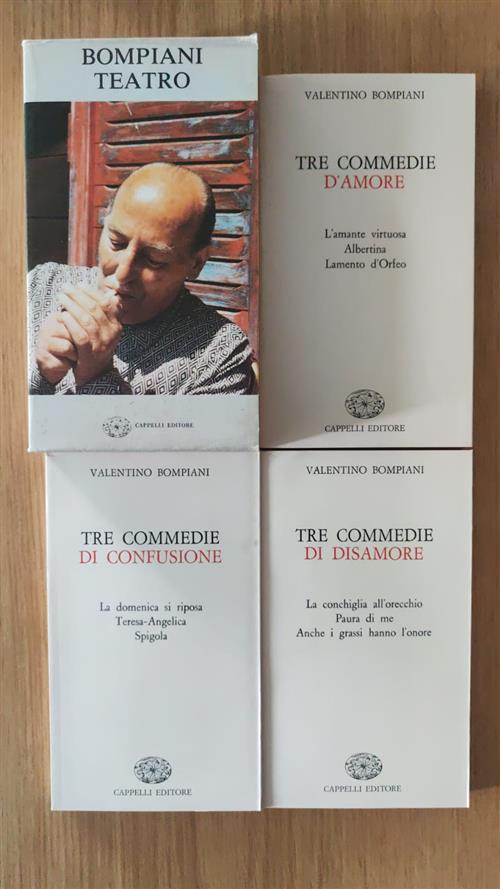 BOMPIANI
TEATRO
CAPPELLI EDITORE
VALENTINO BOMPIANI
TRE COMMEDIE
D'AMORE
L'amante virtuosa
Albertina
Lamento d'Orfeo
CAPPELLI EDITORE
VALENTINO BOMPIANI
TRE COMMEDIE
DI CONFUSIONE
La domenica si riposa
Teresa-Angelica
Spigola
CAPPELLI EDITORE
VALENTINO BOMPIANI
TRE COMMEDIE
DI DISAMORE
La conchiglia all'orecchio
Paura di me
Anche i grassi hanno l'onore
CAPPELLI EDITORE